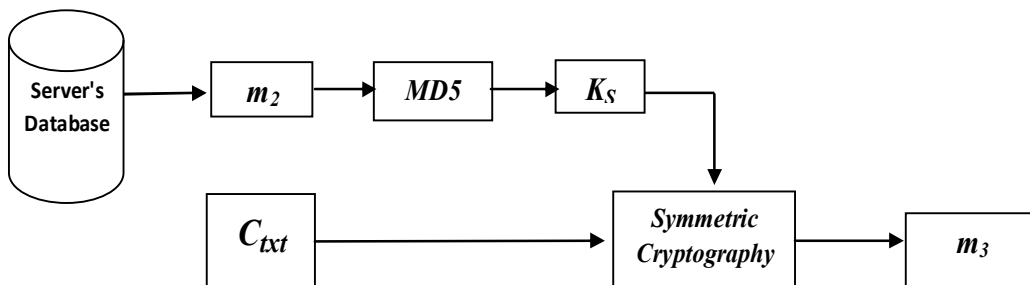 Server's
Database
m2
MD5
KS
Ctxt
Symmetric
Cryptography
m3